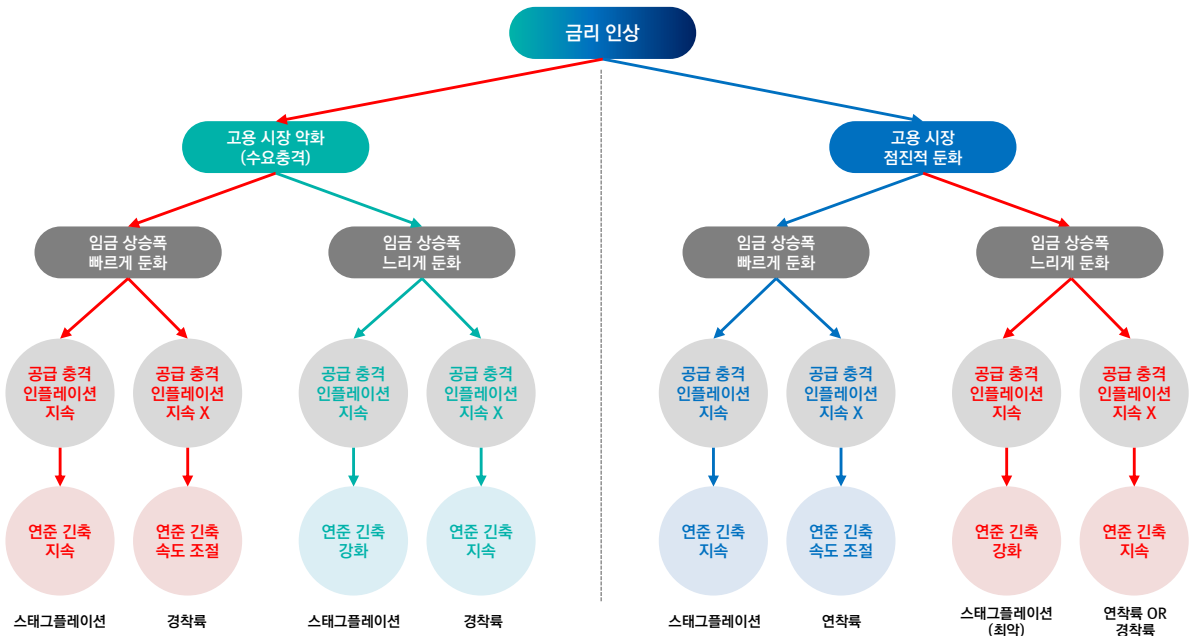 금리 인상
고용 시장 악화
(수요충격)
고용 시장
점진적 둔화
임금 상승폭
빠르게 둔화
임금 상승폭
느리게 둔화
임금 상승폭
빠르게 둔화
임금 상승폭
느리게 둔화
공급 충격
인플레이션
지속
공급 충격
인플레이션
지속 X
공급 충격
인플레이션
지속
공급 충격
인플레이션
지속 X
공급 충격
인플레이션
지속
공급 충격
인플레이션
지속 X
공급 충격
인플레이션
지속
공급 충격
인플레이션
지속 X
연준 긴축
지속
연준 긴축
속도 조절
연준 긴축
강화
연준 긴축
지속
연준 긴축
지속
연준 긴축
속도 조절
연준 긴축
강화
연준 긴축
지속
스태그플레이션
경착륙
스태그플레이션
경착륙
스태그플레이션
연착륙
스태그플레이션
(최악)
연착륙 OR
경착륙